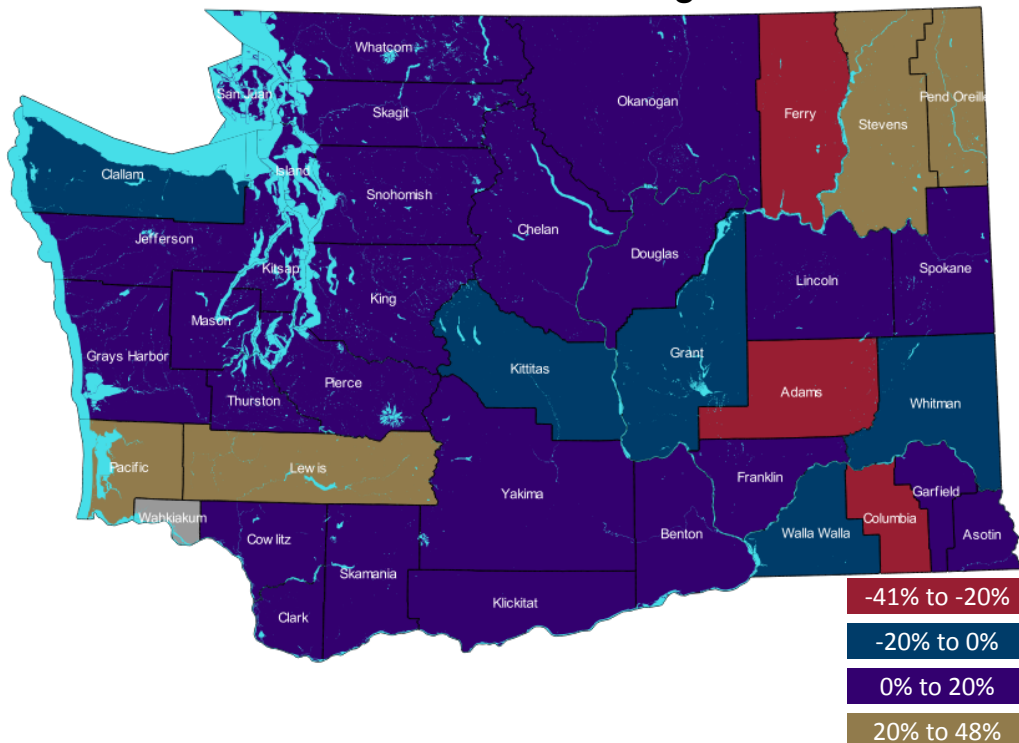 Whatcom
San Juan
Skagit
Okanogan
Ferry
Stevens
Pend Oreille
Clallam
Island
Snohomish
Chelan
Jefferson
Kitsap
King
Douglas
Lincoln
Spokane
Mason
Grays Harbor
Thurston
Pierce
Kittitas
Grant
Adams
Whitman
Pacific
Lewis
Yakima
Franklin
Garfield
Wahkiakum
Cowlitz
Skamania
Benton
Walla Walla
Columbia
Asotin
Clark
Klickitat
-41% to -20%
-20% to 0%
0% to 20%
20% to 48%